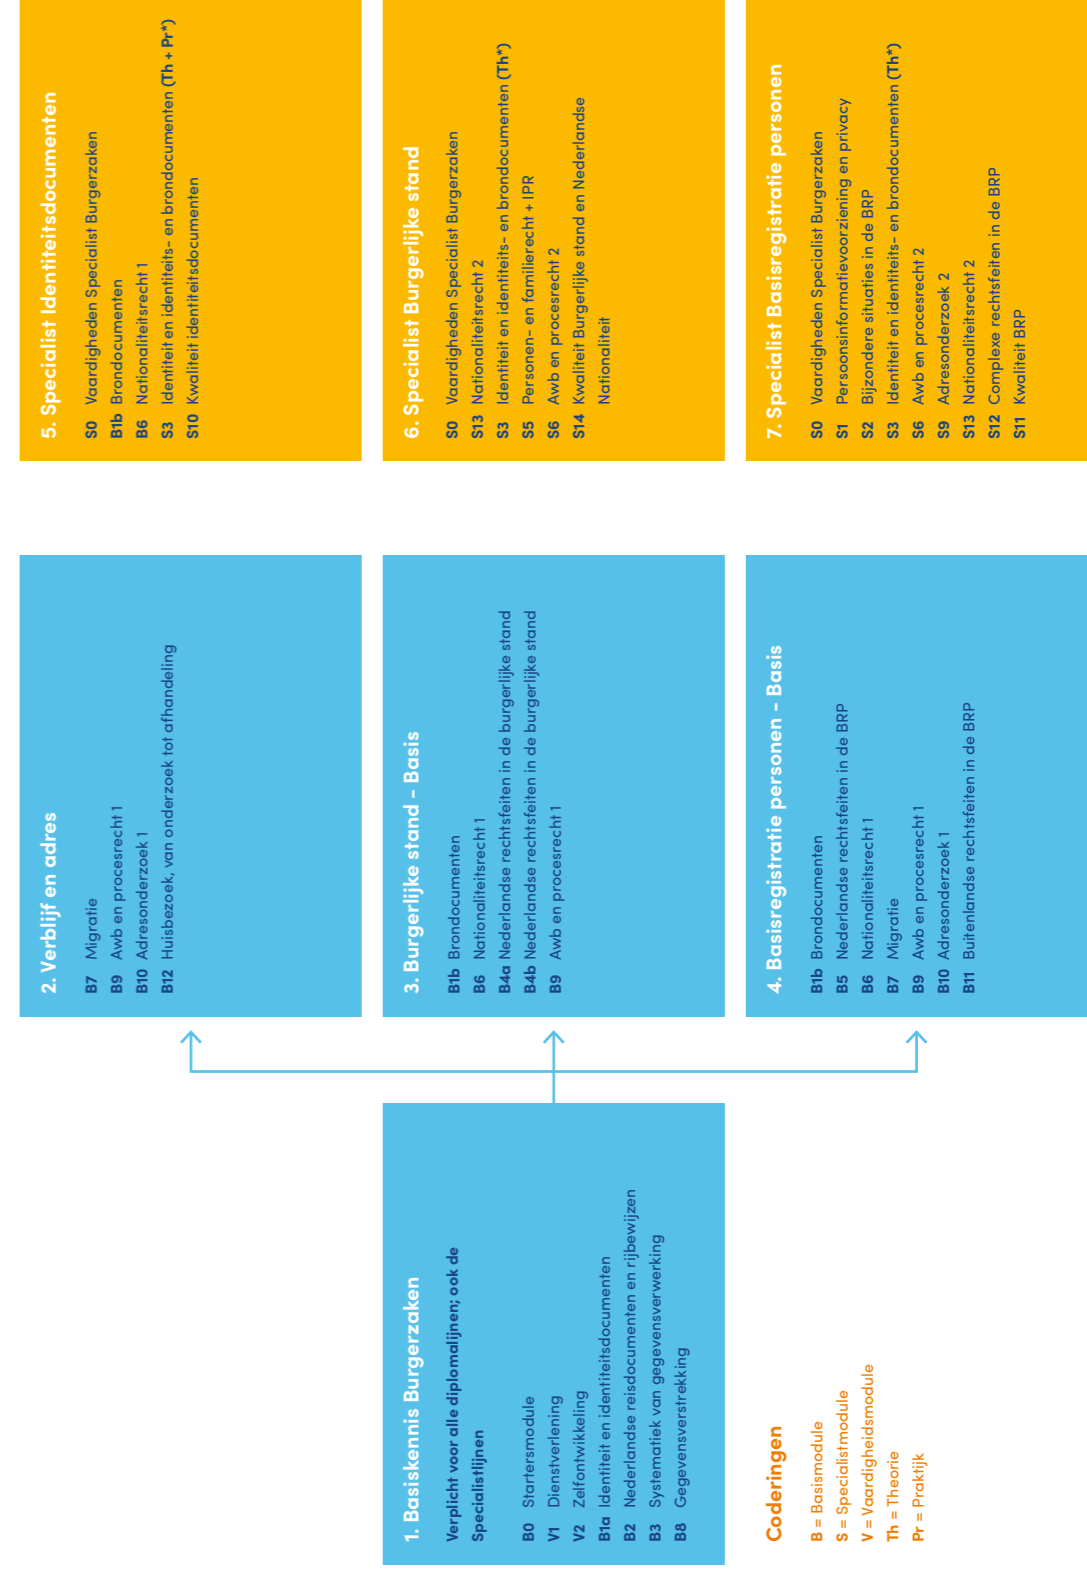 1. Basiskennis Burgerzaken
Verplicht voor alle diplomalijnen; ook de
Specialistlijnen
B0 Startersmodule
V1 Dienstverlening
V2 Zelfontwikkeling
B1a Identiteit en identiteitsdocumenten
B2 Nederlandse reisdocumenten en rijbewijzen
B3 Systematiek van gegevensverwerking
B8 Gegevensverstrekking
2. Verblijf en adres
B7 Migratie
B9 Awb en procesrecht 1
B10 Adresonderzoek 1
B12 Huisbezoek, van onderzoek tot afhandeling
3. Burgerlijke stand - Basis
B1b Brondocumenten
B6 Nationaliteitsrecht 1
B4a Nederlandse rechtsfeiten in de burgerlijke stand
B4b Nederlandse rechtsfeiten in de burgerlijke stand
B9 Awb en procesrecht 1
4. Basisregistratie personen - Basis
B1b Brondocumenten
B5 Nederlandse rechtsfeiten in de BRP
B6 Nationaliteitsrecht 1
B7 Migratie
B9 Awb en procesrecht 1
B10 Adresonderzoek 1
B11 Buitenlandse rechtsfeiten in de BRP
5. Specialist Identiteitsdocumenten
S0 Vaardigheden Specialist Burgerzaken
B1b Brondocumenten
B6 Nationaliteitsrecht 1
S3 Identiteit en identiteits- en brondocumenten (Th + Pr*)
S10 Kwaliteit identiteitsdocumenten
6. Specialist Burgerlijke stand
S0 Vaardigheden Specialist Burgerzaken
S13 Nationaliteitsrecht 2
S3 Identiteit en identiteits- en brondocumenten (Th*)
S5 Personen- en familierecht + IPR
S6 Awb en procesrecht 2
S14 Kwaliteit Burgerlijke stand en Nederlandse
Nationaliteit
7. Specialist Basisregistratie personen
S0 Vaardigheden Specialist Burgerzaken
S1 Persoonsinformatievoorziening en privacy
S2 Bijzondere situaties in de BRP
S3 Identiteit en identiteits- en brondocumenten (Th*)
S6 Awb en procesrecht 2
S9 Adresonderzoek 2
S13 Nationaliteitsrecht 2
S12 Complexe rechtsfeiten in de BRP
S11 Kwaliteit BRP
Coderingen
B = Basismodule
S = Specialistmodule
V = Vaardigheidsmodule
Th = Theorie
Pr = Praktijk